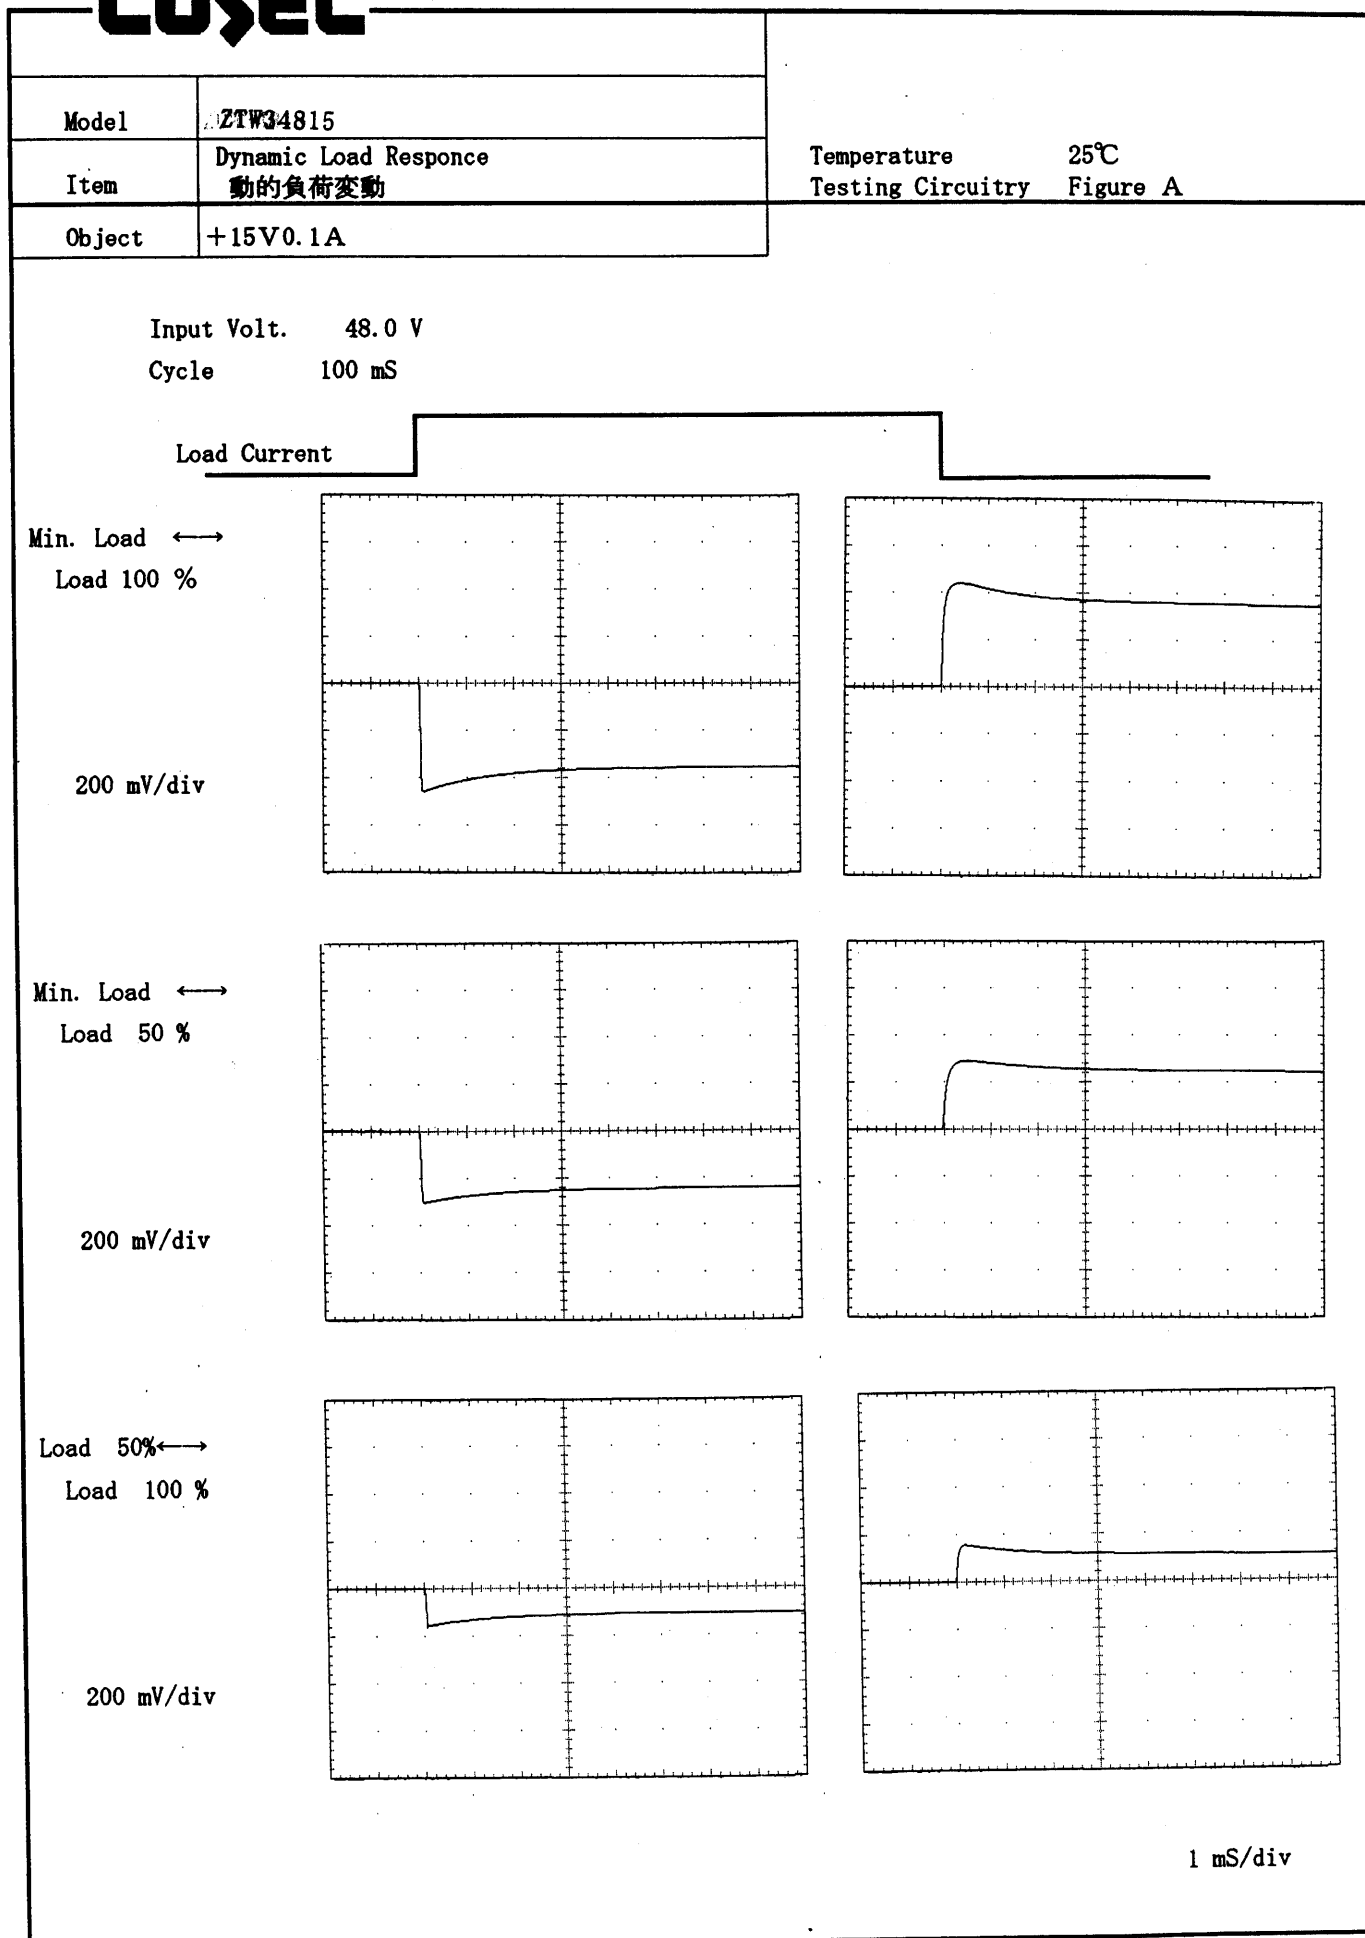 COSEL
Model ZTW34815
Item Dynamic Load Responce
動的負荷変動
Temperature 25℃
Testing Circuitry Figure A
Object +15V0.1A
Input Volt. 48.0 V
Cycle 100 mS
Load Current
Min. Load ←→
Load 100 %
200 mV/div
Min. Load ←→
Load 50 %
200 mV/div
Load 50%←→
Load 100 %
200 mV/div
1 mS/div